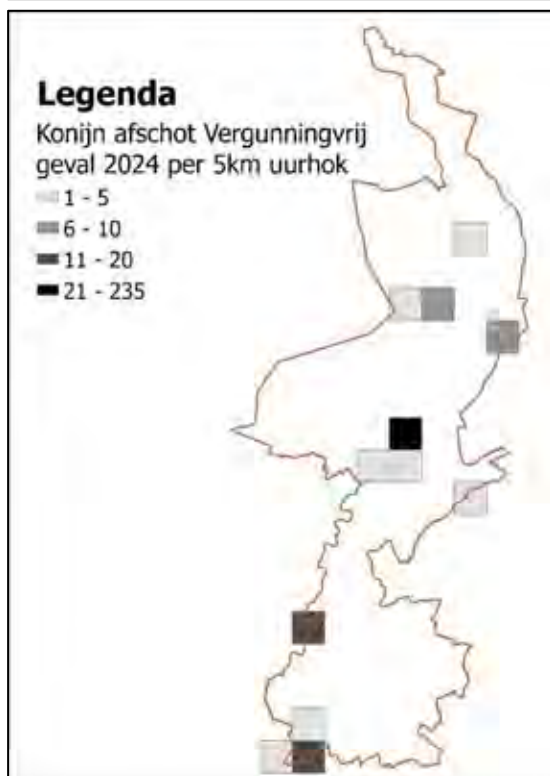 Legenda
Konijn afschot Vergunningvrij
geval 2024 per 5km uurhok
1 - 5
6 - 10
11 - 20
21 - 235